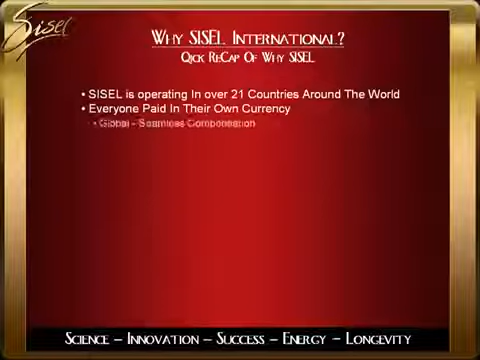 Sisel
Why SISEL International?
Qick ReCap Of Why SISEL
• SISEL is operating In over 21 Countries Around The World
• Everyone Paid In Their Own Currency
• Global - Seamless Compensation
Science – Innovation – Success – Energy – Longevity